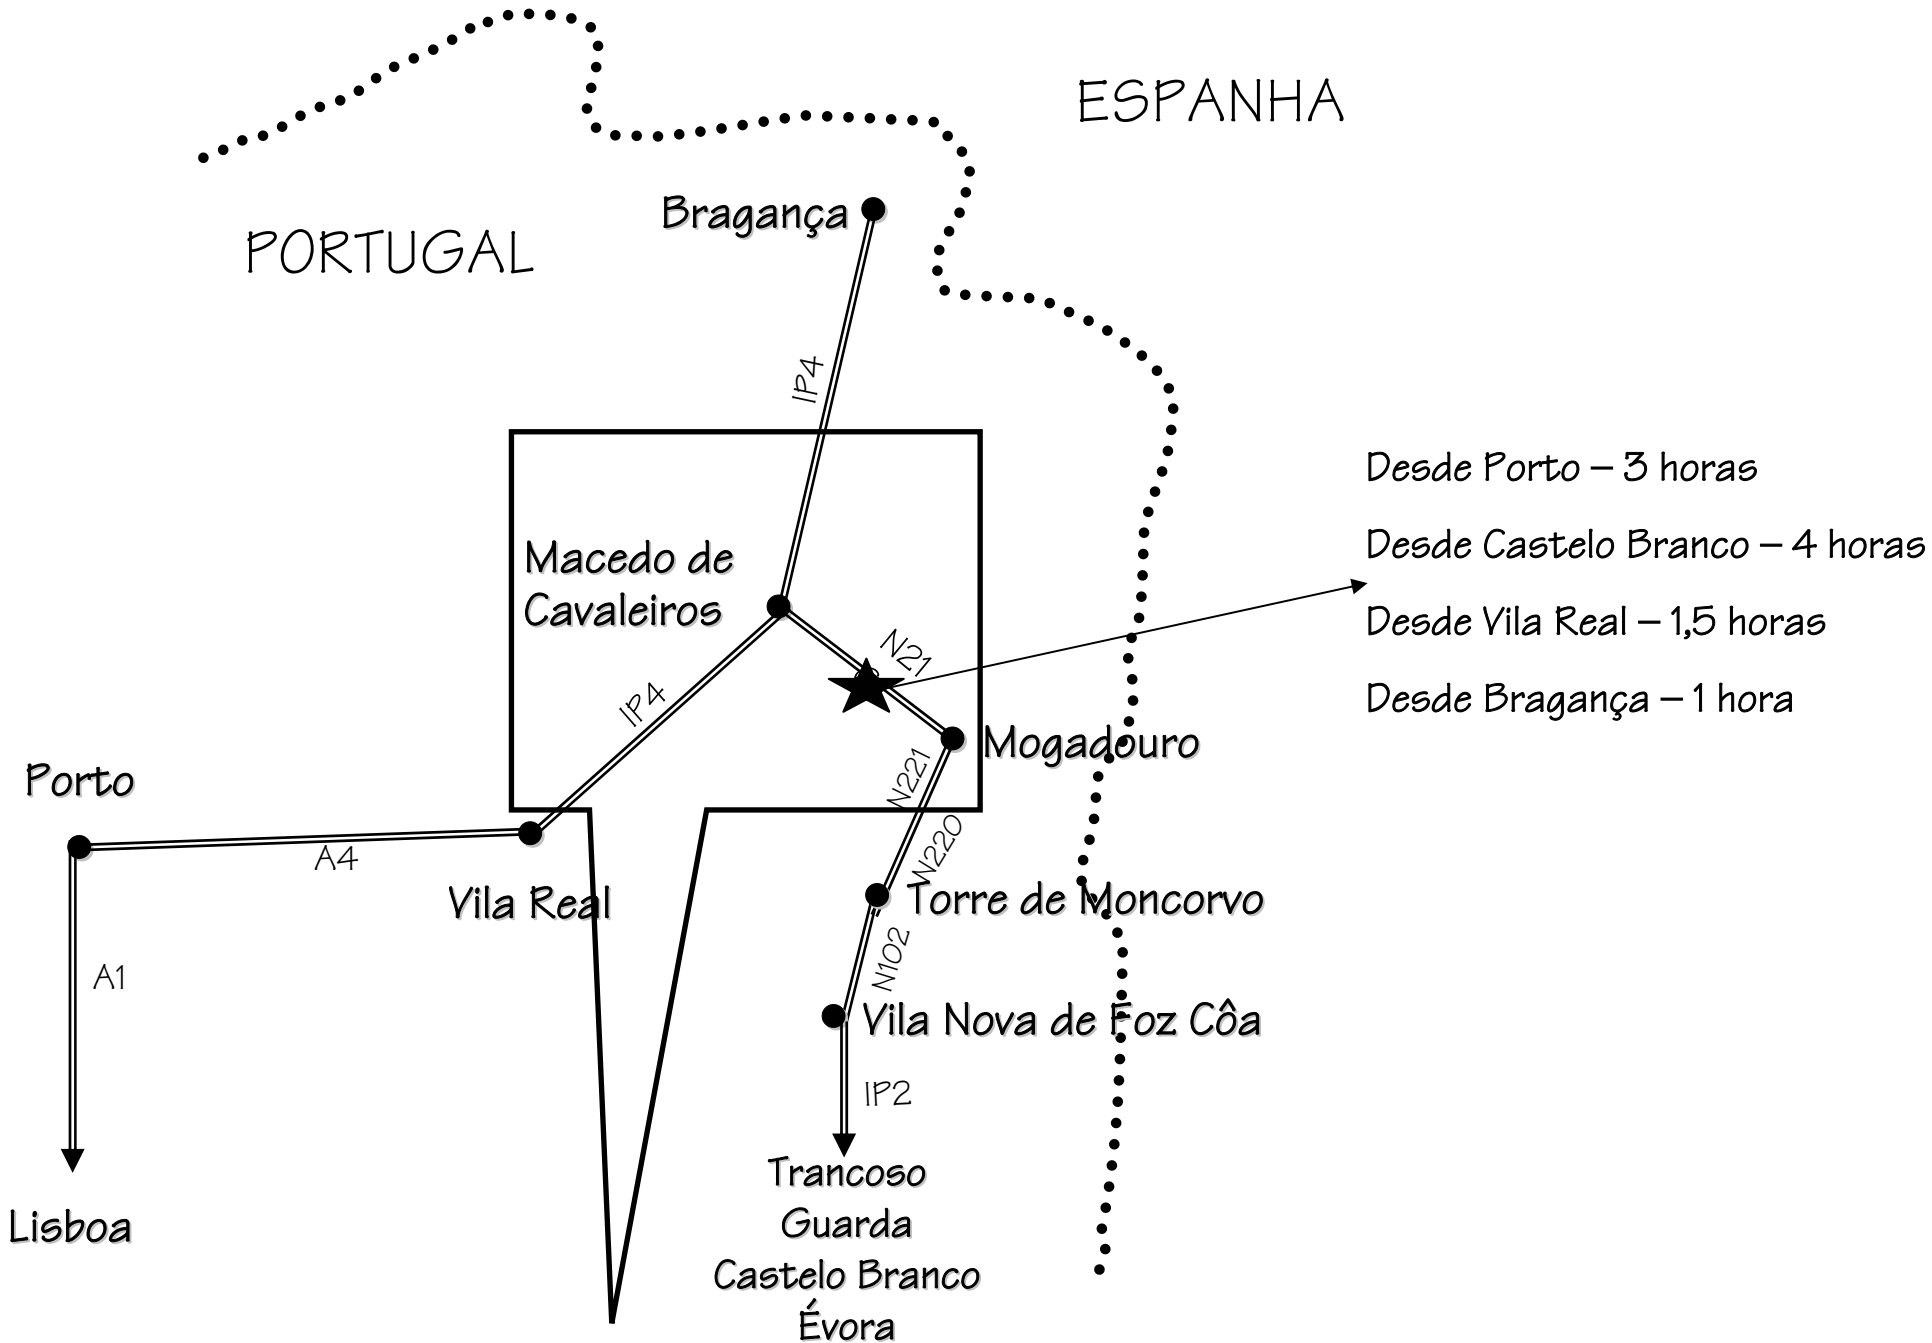 ESPANHA
Bragança
PORTUGAL
IP4
Desde Porto – 3 horas
Desde Castelo Branco – 4 horas
Desde Vila Real – 1,5 horas
Desde Bragança – 1 hora
Macedo de
Cavaleiros
N21
IP4
Mogadouro
N221
Porto
A4
N220
Vila Real
Torre de Moncorvo
A1
N102
Vila Nova de Foz Côa
IP2
Trancoso
Guarda
Castelo Branco
Évora
Lisboa